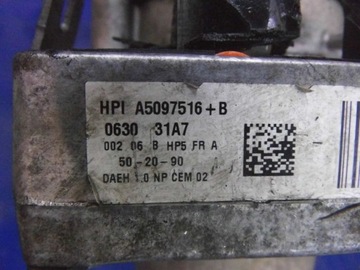 HPI A5097516+B
0630 31A7
002 06 B HP5 FR A
50-20-90
DAEH 1.0 NP CEM 02